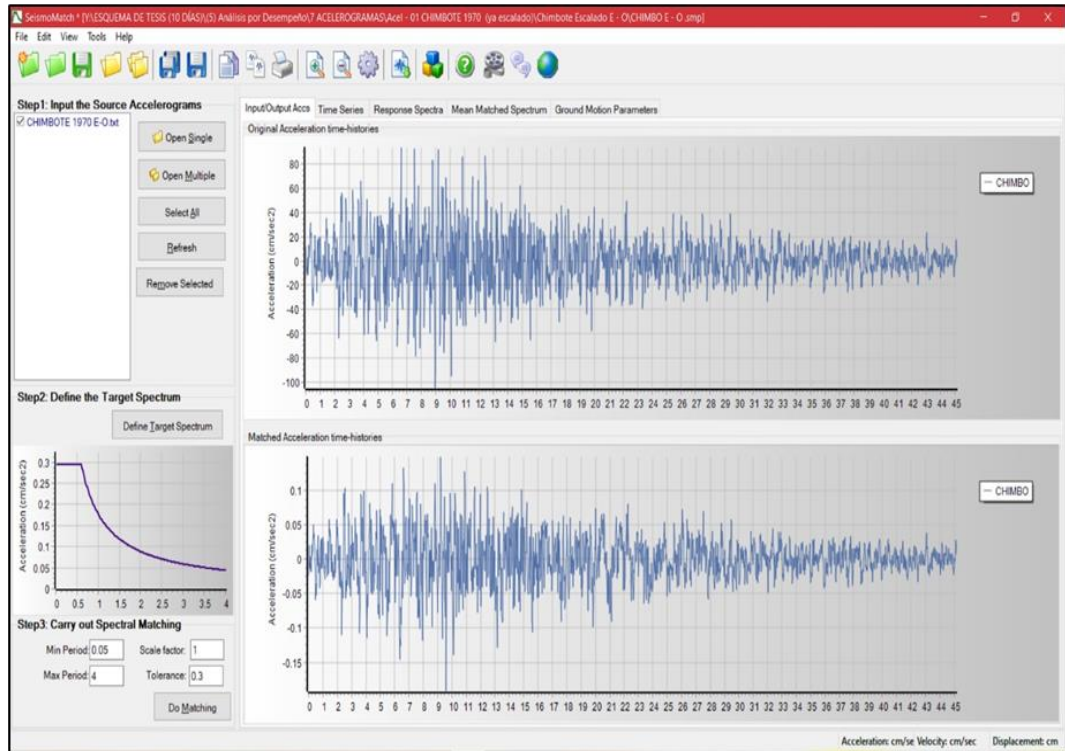 SeismoMatch * [Y:\ESQUEMA DE TESIS (10 DÍAS)\(5) Análisis por Desempeño\7 ACELEROGRAMAS\Acel - 01 CHIMBOTE 1970 (ya escalado)\Chimbote Escalado E - O\CHIMBO E - O .smp]
File Edit View Tools Help
Step1: Input the Source Accelerograms
CHIMBOTE 1970 E-O.txt
Open Single
Open Multiple
Select All
Refresh
Remove Selected
Step2: Define the Target Spectrum
Define Target Spectrum
Acceleration (cm/sec2)
0.3
0.25
0.2
0.15
0.1
0.05
0
0 0.5 1 1.5 2 2.5 3 3.5 4
Step3: Carry out Spectral Matching
Min Period: 0.05 Scale factor: 1
Max Period: 4 Tolerance: 0.3
Do Matching
Input/Output Accs Time Series Response Spectra Mean Matched Spectrum Ground Motion Parameters
Original Acceleration time-histories
CHIMBO
Acceleration (cm/sec2)
80
60
40
20
0
-20
-40
-60
-80
-100
0 1 2 3 4 5 6 7 8 9 10 11 12 13 14 15 16 17 18 19 20 21 22 23 24 25 26 27 28 29 30 31 32 33 34 35 36 37 38 39 40 41 42 43 44 45
Matched Acceleration time-histories
CHIMBO
Acceleration (cm/sec2)
0.1
0.05
0
-0.05
-0.1
-0.15
0 1 2 3 4 5 6 7 8 9 10 11 12 13 14 15 16 17 18 19 20 21 22 23 24 25 26 27 28 29 30 31 32 33 34 35 36 37 38 39 40 41 42 43 44 45
Acceleration: cm/se Velocity: cm/sec Displacement: cm